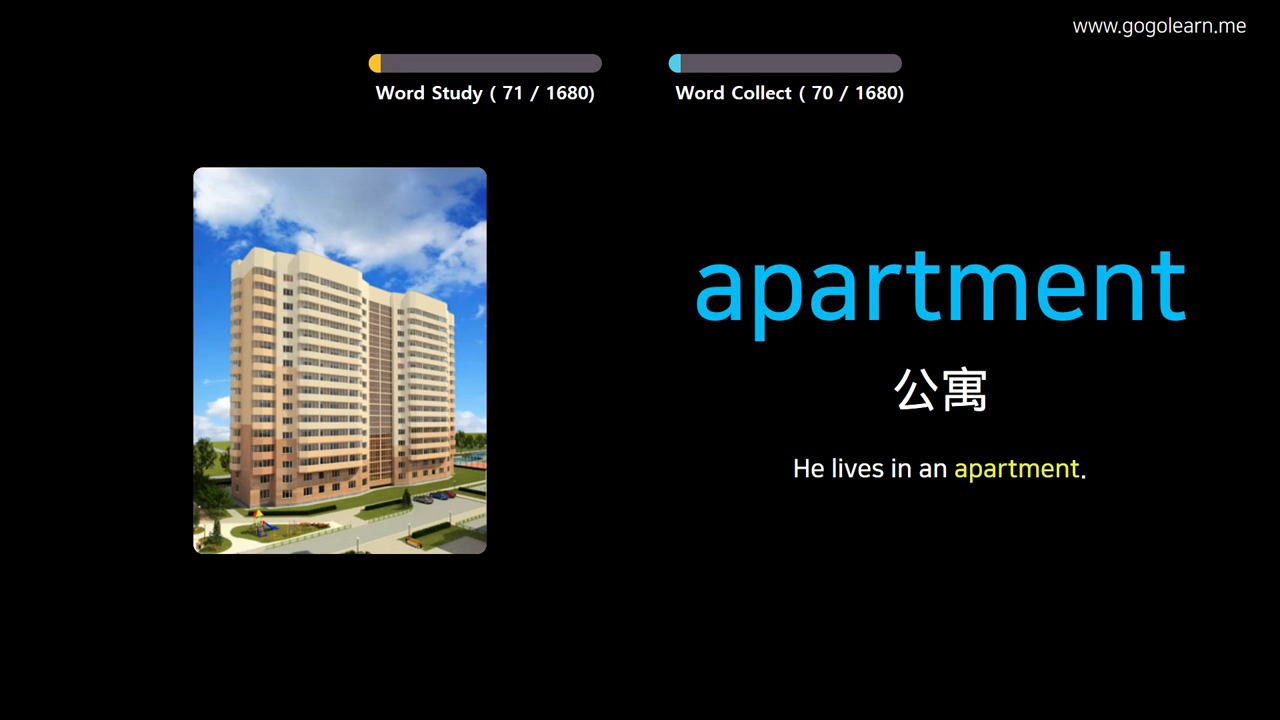 www.gogolearn.me
Word Study ( 71 / 1680)
Word Collect ( 70 / 1680)
apartment
公寓
He lives in an apartment.